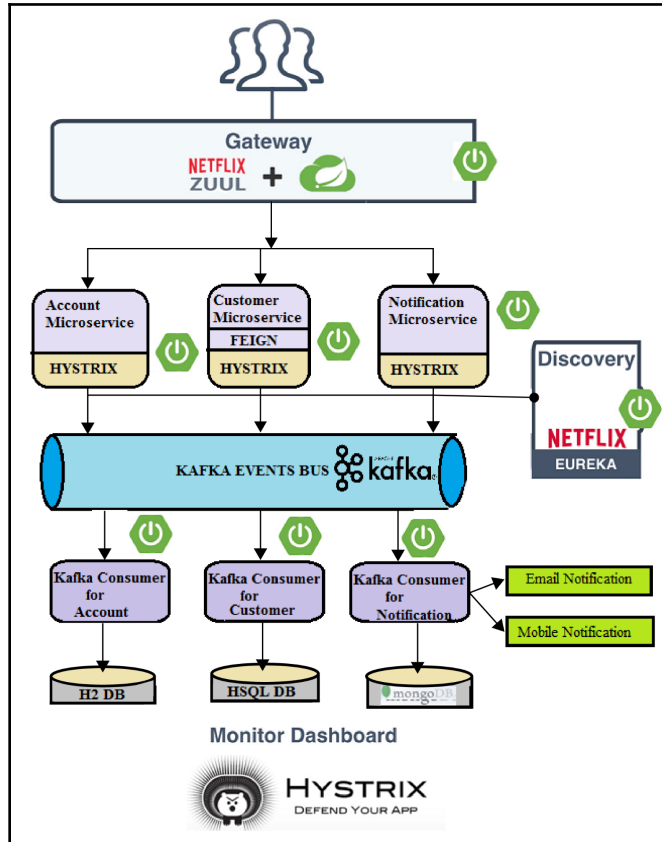 Gateway
NETFLIX
ZUUL
+
Account
Microservice
HYSTRIX
Customer
Microservice
FEIGN
HYSTRIX
Notification
Microservice
HYSTRIX
Discovery
NETFLIX
EUREKA
KAFKA EVENTS BUS
kafka
Kafka Consumer
for
Account
Kafka Consumer
for
Customer
Kafka Consumer
for
Notification
Email Notification
Mobile Notification
H2 DB
HSQL DB
mongoDB
Monitor Dashboard
HYSTRIX
DEFEND YOUR APP